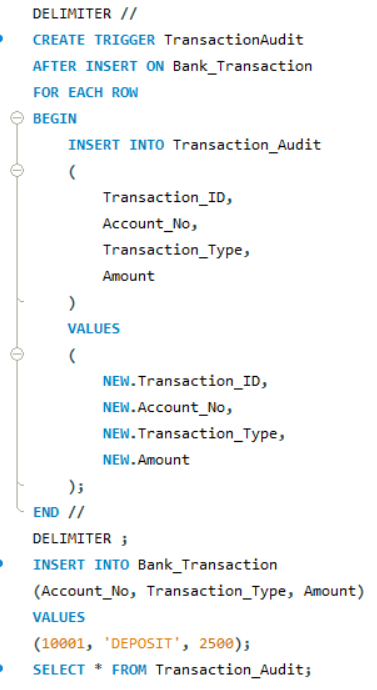 DELIMITER //
CREATE TRIGGER TransactionAudit
AFTER INSERT ON Bank_Transaction
FOR EACH ROW
BEGIN
INSERT INTO Transaction_Audit
(
Transaction_ID,
Account_No,
Transaction_Type,
Amount
)
VALUES
(
NEW.Transaction_ID,
NEW.Account_No,
NEW.Transaction_Type,
NEW.Amount
);
END //
DELIMITER ;
INSERT INTO Bank_Transaction
(Account_No, Transaction_Type, Amount)
VALUES
(10001, 'DEPOSIT', 2500);
SELECT * FROM Transaction_Audit;